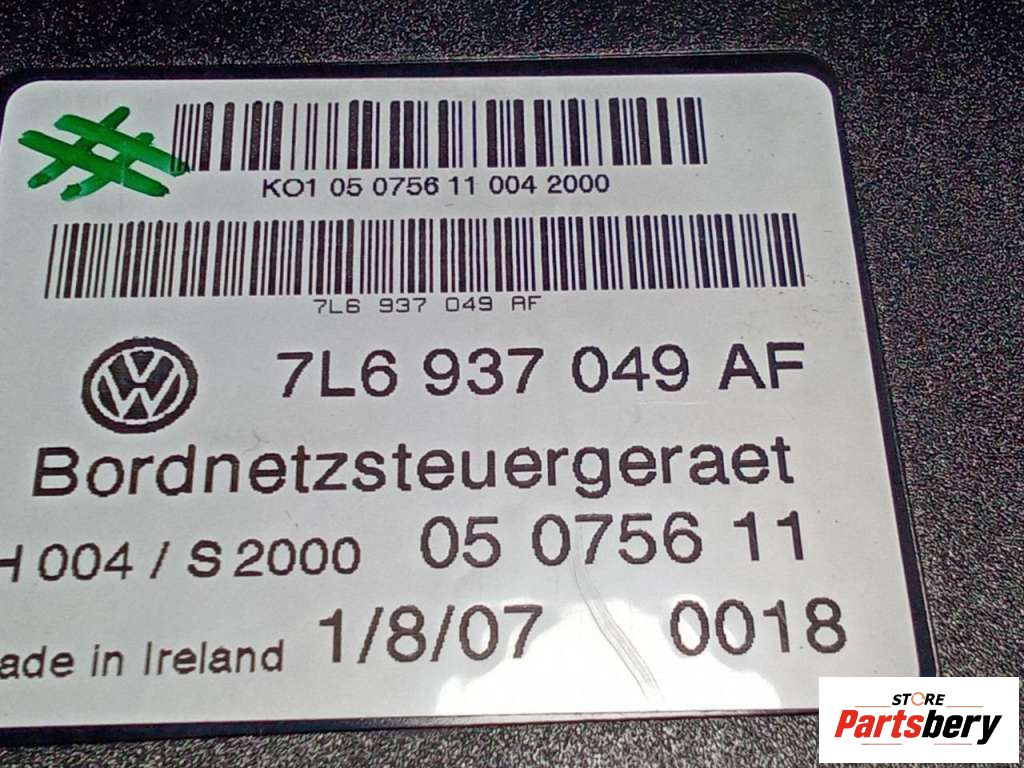 KO1 05 0756 11 004 2000
7L6 937 049 AF
7L6 937 049 AF
Bordnetzsteuergeraet
H 004 / S 2000 05 0756 11
ade in Ireland 1/8/07 0018
STORE
Partsbery